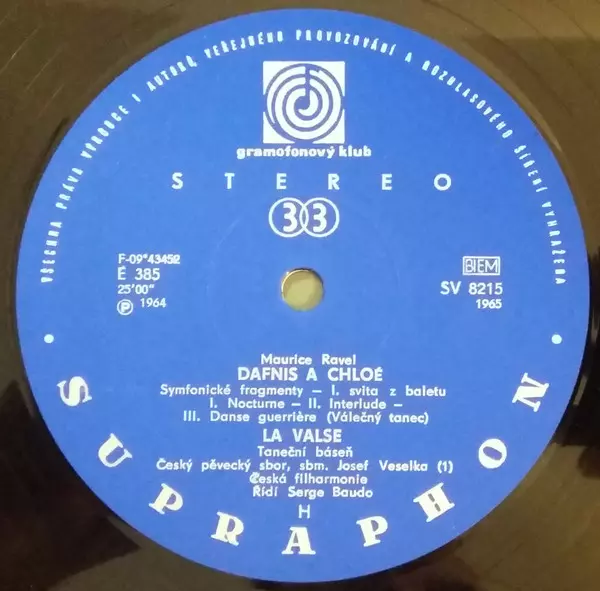 VŠECHNA PRÁVA VÝROBCE I AUTORŮ VEŘEJNÉHO PROVOZOVÁNÍ A ROZHLASOVÉHO ŠÍŘENÍ VYHRAŽENA
gramofonový klub
STEREO
33
F-09*43452
É 385
25'00"
Ⓟ 1964
BIEM
SV 8215
1965
Maurice Ravel
DAFNIS A CHLOÉ
Symfonické fragmenty – I. svita z baletu
I. Nocturne – II. Interlude –
III. Danse guerrière (Válečný tanec)
LA VALSE
Taneční báseň
Český pěvecký sbor, sbm. Josef Veselka (1)
Česká filharmonie
Řídí Serge Baudo
H
SUPRAPHON